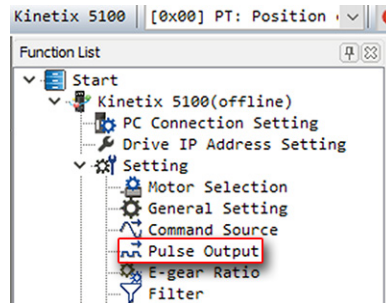 Kinetix 5100 [0x00] PT: Position
Function List
Start
Kinetix 5100(offline)
PC Connection Setting
Drive IP Address Setting
Setting
Motor Selection
General Setting
Command Source
Pulse Output
E-gear Ratio
Filter